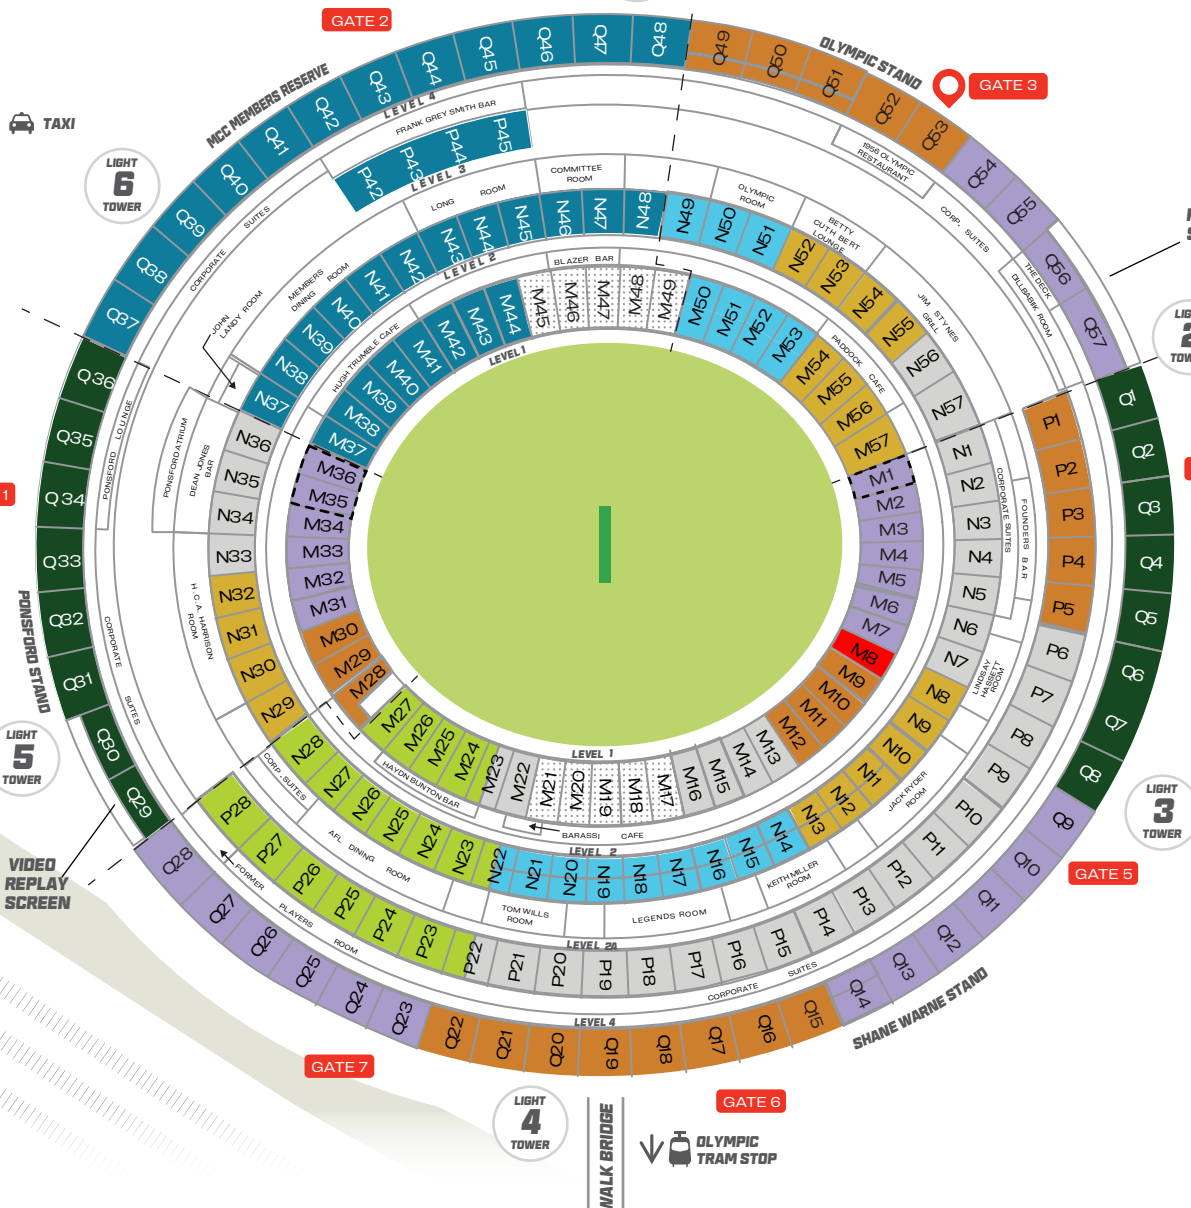 GATE 2
GATE 3
OLYMPIC STAND
MCC MEMBERS RESERVE
TAXI
LIGHT
6
TOWER
Q37
Q38
Q39
Q40
Q41
Q42
Q43
Q44
Q45
Q46
Q47
Q48
Q49
Q50
Q51
Q52
Q53
Q54
Q55
Q56
Q57
LEVEL 4
FRANK GREY SMITH BAR
P42
P43
P44
P45
LEVEL 3
1956 OLYMPIC
RESTAURANT
CORP. SUITES
THE DECK
DILLBABIK ROOM
CORPORATE SUITES
JOHN
LANDY ROOM
MEMBERS
DINING ROOM
LONG ROOM
COMMITTEE
ROOM
OLYMPIC
ROOM
BETTY
CUTHBERT
LOUNGE
JIM STYNES
GRILL
N37
N38
N39
N40
N41
N42
N43
N44
N45
N46
N47
N48
N49
N50
N51
N52
N53
N54
N55
N56
N57
LEVEL 2
HUGH TRUMBLE CAFE
BLAZER BAR
PADDOCK CAFE
M37
M38
M39
M40
M41
M42
M43
M44
M45
M46
M47
M48
M49
M50
M51
M52
M53
M54
M55
M56
M57
LEVEL 1
Q36
Q35
Q34
Q33
Q32
Q31
Q30
Q29
PONSFORD LOUNGE
PONSFORD ATRIUM
DEAN JONES
BAR
H.C.A. HARRISON
ROOM
CORPORATE SUITES
PONSFORD STAND
1
N36
N35
N34
N33
N32
N31
N30
N29
M36
M35
M34
M33
M32
M31
M30
M29
M28
M1
M2
M3
M4
M5
M6
M7
M8
M9
M10
M11
M12
M13
M14
M15
M16
M17
M18
M19
M20
M21
M22
M23
M24
M25
M26
M27
LEVEL 1
N1
N2
N3
N4
N5
N6
N7
N8
N9
N10
N11
N12
N13
N14
N15
N16
N17
N18
N19
N20
N21
N22
N23
N24
N25
N26
N27
N28
CORPORATE SUITES
FOUNDERS BAR
LINDSAY
HASSETT
ROOM
JACK RYDER
ROOM
KEITH MILLER
ROOM
LEGENDS ROOM
TOM WILLS
ROOM
AFL DINING ROOM
CORP. SUITES
HAYDN BUNTON BAR
BARASSI CAFE
LEVEL 2
P1
P2
P3
P4
P5
P6
P7
P8
P9
P10
P11
P12
P13
P14
P15
P16
P17
P18
P19
P20
P21
P22
P23
P24
P25
P26
P27
P28
LEVEL 2A
FORMER PLAYERS ROOM
CORPORATE SUITES
LEVEL 4
Q1
Q2
Q3
Q4
Q5
Q6
Q7
Q8
Q9
Q10
Q11
Q12
Q13
Q14
Q15
Q16
Q17
Q18
Q19
Q20
Q21
Q22
Q23
Q24
Q25
Q26
Q27
Q28
LIGHT
5
TOWER
LIGHT
3
TOWER
VIDEO
REPLAY
SCREEN
GATE 5
SHANE WARNE STAND
GATE 7
GATE 6
LIGHT
4
TOWER
WALK BRIDGE
OLYMPIC
TRAM STOP